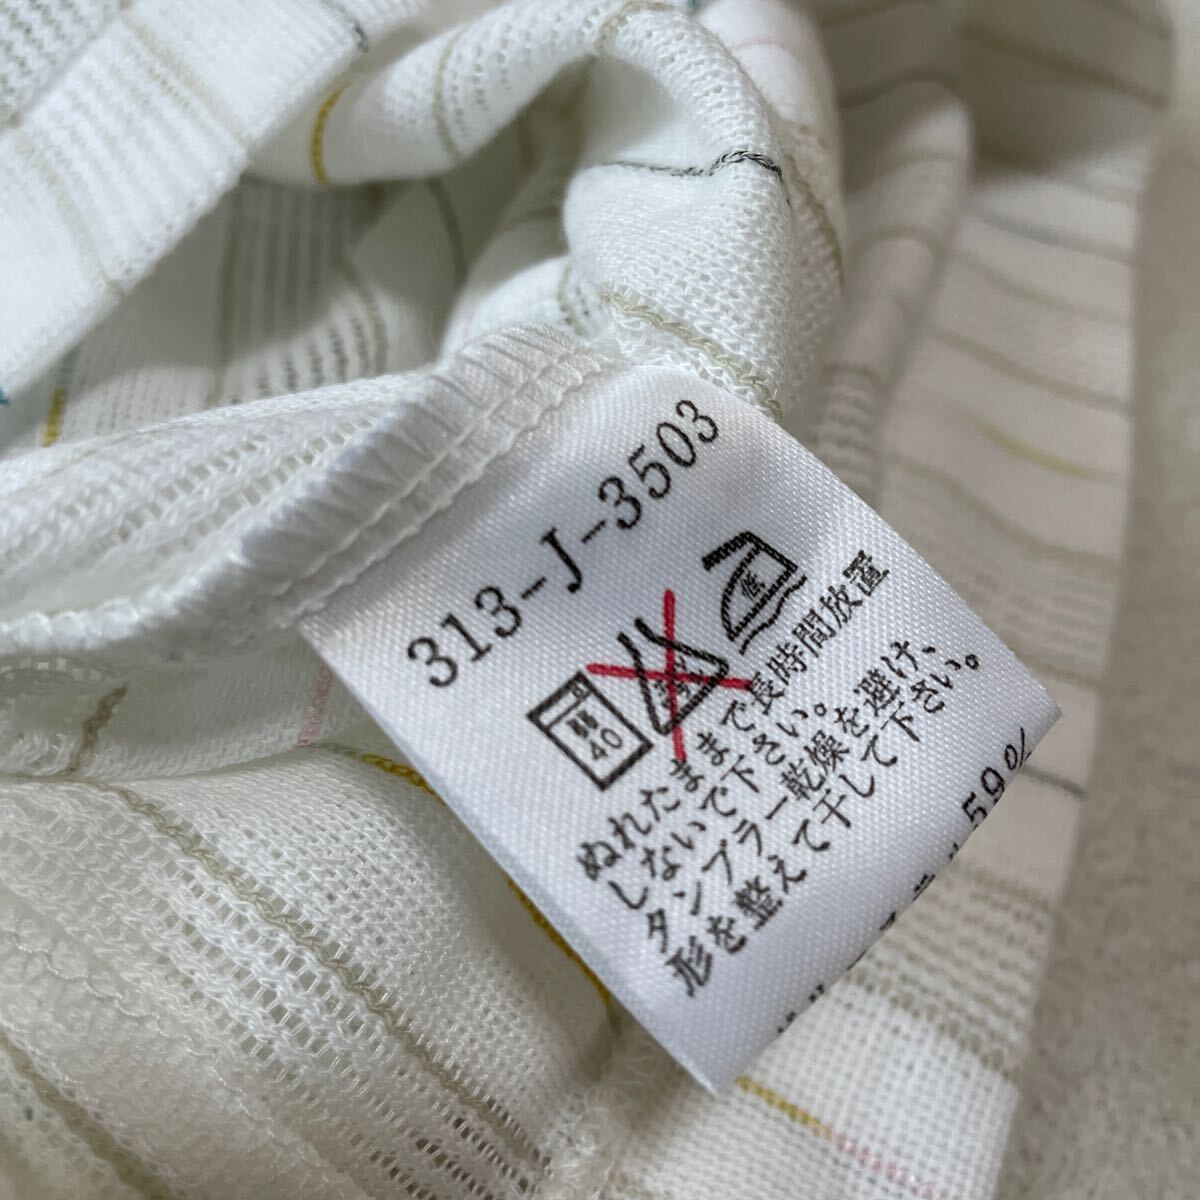 313-J-3503
低
弱
40
ぬれたままで長時間放置
しないで下さい。
タンブラー乾燥を避け、
形を整えて干して下さい。
59%